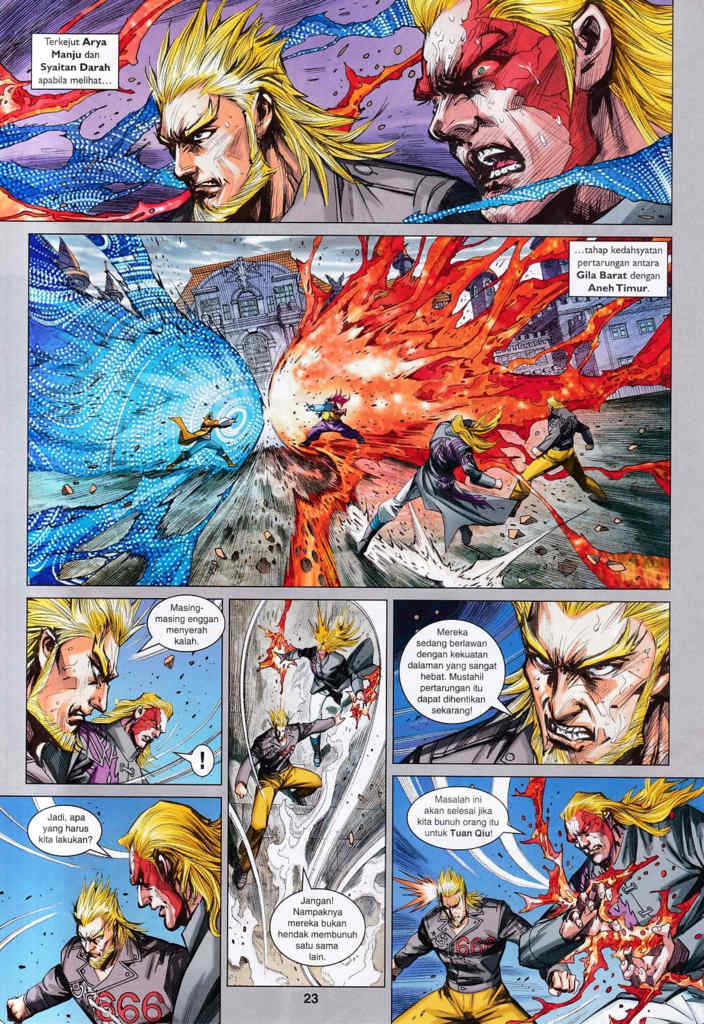 Terkejut Arya
Manju dan
Syaitan Darah
apabila melihat...
...tahap kedahsyatan
pertarungan antara
Gila Barat dengan
Aneh Timur.
Masing-
masing enggan
menyerah
kalah.
!
Jangan!
Nampaknya
mereka bukan
hendak membunuh
satu sama
lain.
Mereka
sedang berlawan
dengan kekuatan
dalaman yang sangat
hebat. Mustahil
pertarungan itu
dapat dihentikan
sekarang!
Jadi, apa
yang harus
kita lakukan?
666
Masalah ini
akan selesai jika
kita bunuh orang itu
untuk Tuan Qiu!
666
23